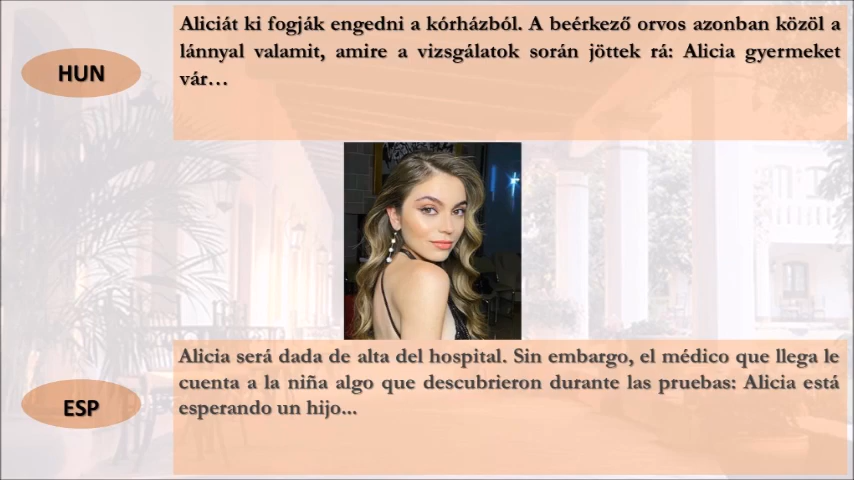 HUN
Aliciát ki fogják engedni a kórházból. A beérkező orvos azonban közöl a
lánnyal valamit, amire a vizsgálatok során jöttek rá: Alicia gyermeket
vár…
Alicia será dada de alta del hospital. Sin embargo, el médico que llega le
cuenta a la niña algo que descubrieron durante las pruebas: Alicia está
esperando un hijo...
ESP